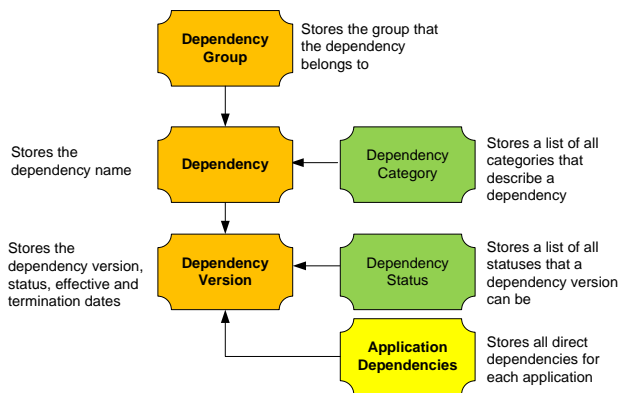 Dependency
Group
Stores the group that
the dependency
belongs to
Stores the
dependency name
Dependency
Dependency
Category
Stores a list of all
categories that
describe a
dependency
Stores the
dependency version,
status, effective and
termination dates
Dependency
Version
Dependency
Status
Stores a list of all
statuses that a
dependency version
can be
Application
Dependencies
Stores all direct
dependencies for
each application